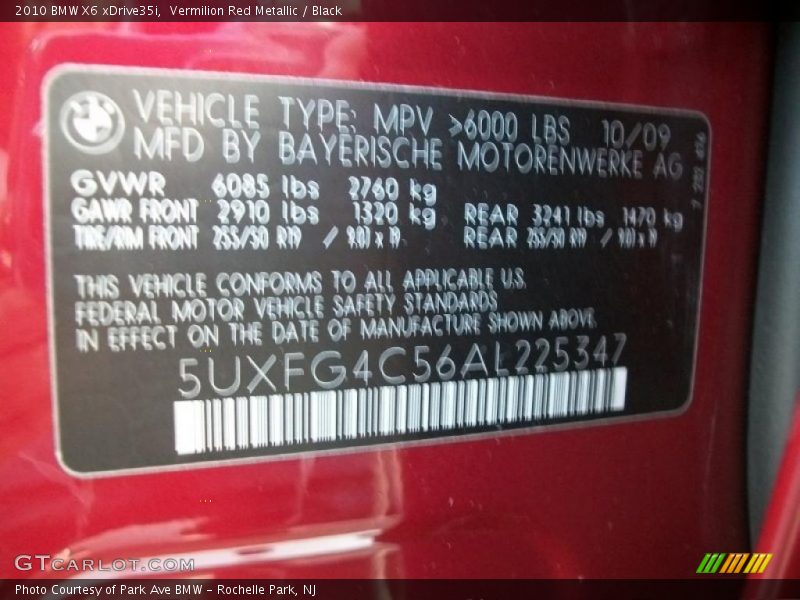 2010 BMW X6 xDrive35i, Vermilion Red Metallic / Black
VEHICLE TYPE: MPV >6000 LBS 10/09
MFD BY BAYERISCHE MOTORENWERKE AG
GVWR 6085 lbs 2760 kg
GAWR FRONT 2910 lbs 1320 kg REAR 3241 lbs 1470 kg
TIRE/RIM FRONT 255/50 R19 / 9.0J x 19 REAR 255/50 R19 / 9.0J x 19
THIS VEHICLE CONFORMS TO ALL APPLICABLE U.S.
FEDERAL MOTOR VEHICLE SAFETY STANDARDS
IN EFFECT ON THE DATE OF MANUFACTURE SHOWN ABOVE.
5UXFG4C56AL225347
GTCARLOT.COM
Photo Courtesy of Park Ave BMW - Rochelle Park, NJ